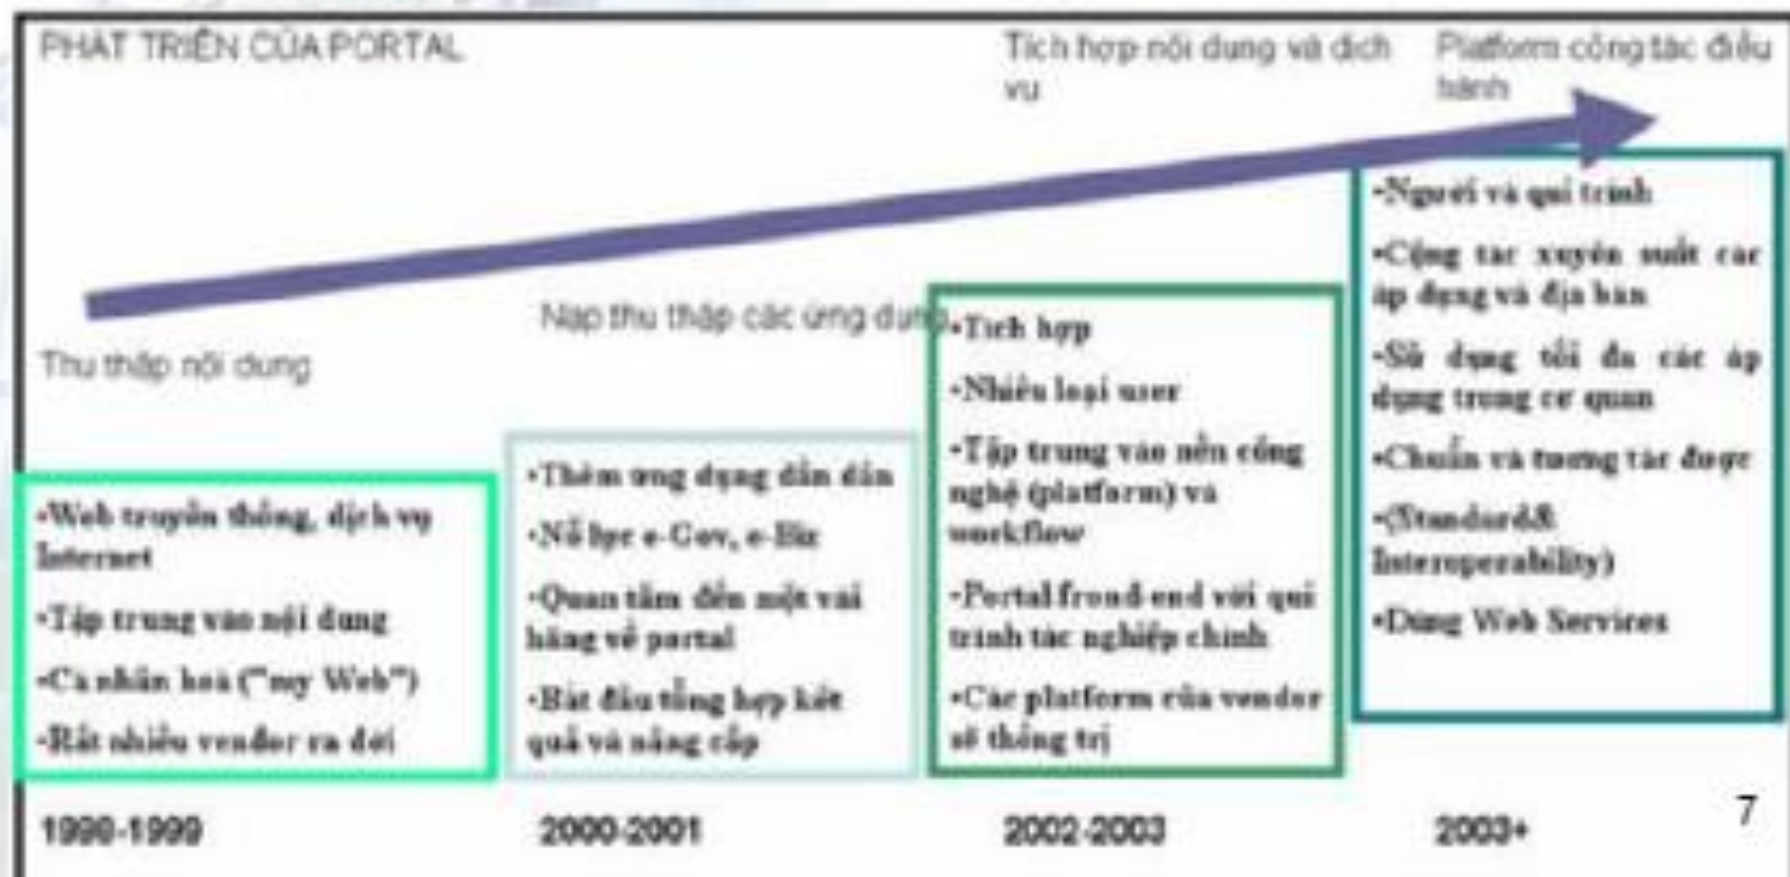 PHÁT TRIỂN CỦA PORTAL
Tích hợp nội dung và dịch
vụ
Platform công tác điều
hành
Nạp thu thập các ứng dụng
Thu thập nội dung
•Web truyền thông, dịch vụ
Internet
•Tập trung vào nội dung
•Cá nhân hoá ("my Web")
•Rất nhiều vendor ra đời
1998-1999
•Thêm ứng dụng dần dần
•Nỗ lực e-Gov, e-Biz
•Quan tâm đến một vài
hãng về portal
•Bắt đầu tổng hợp kết
quả và nâng cấp
2000-2001
•Tích hợp
•Nhiều loại user
•Tập trung vào nền công
nghệ (platform) và
workflow
•Portal frond-end với qui
trình tác nghiệp chính
•Các platform của vendor
sẽ thống trị
2002-2003
•Người và qui trình
•Cộng tác xuyên suốt các
áp dụng và địa bàn
•Sử dụng tối đa các áp
dụng trong cơ quan
•Chuẩn và tương tác được
•(Standard&
Interoperability)
•Dùng Web Services
2003+
7